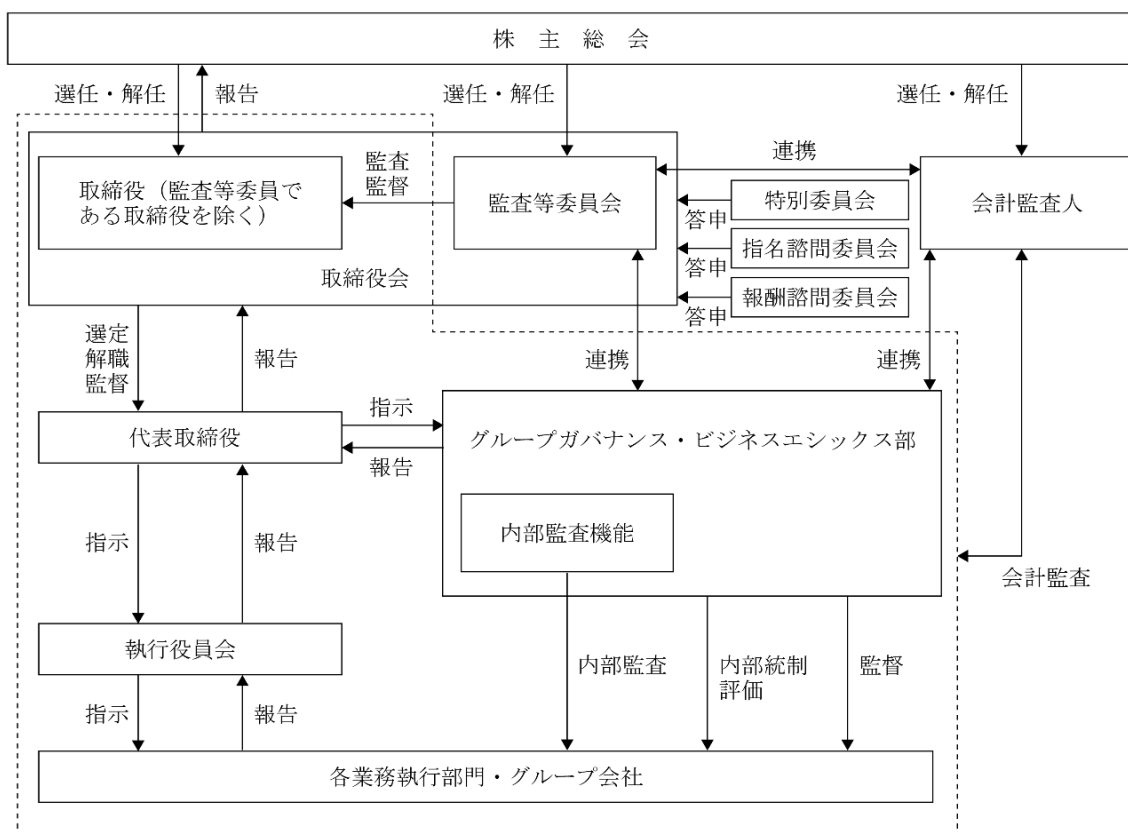 株 主 総 会
選任・解任
報告
選任・解任
選任・解任
取締役（監査等委員で
ある取締役を除く）
監査
監督
監査等委員会
連携
会計監査人
特別委員会
答申
指名諮問委員会
答申
報酬諮問委員会
答申
取締役会
選定
解職
監督
報告
連携
連携
代表取締役
指示
報告
グループガバナンス・ビジネスエシックス部
内部監査機能
指示
報告
会計監査
執行役員会
内部監査
内部統制
評価
監督
指示
報告
各業務執行部門・グループ会社